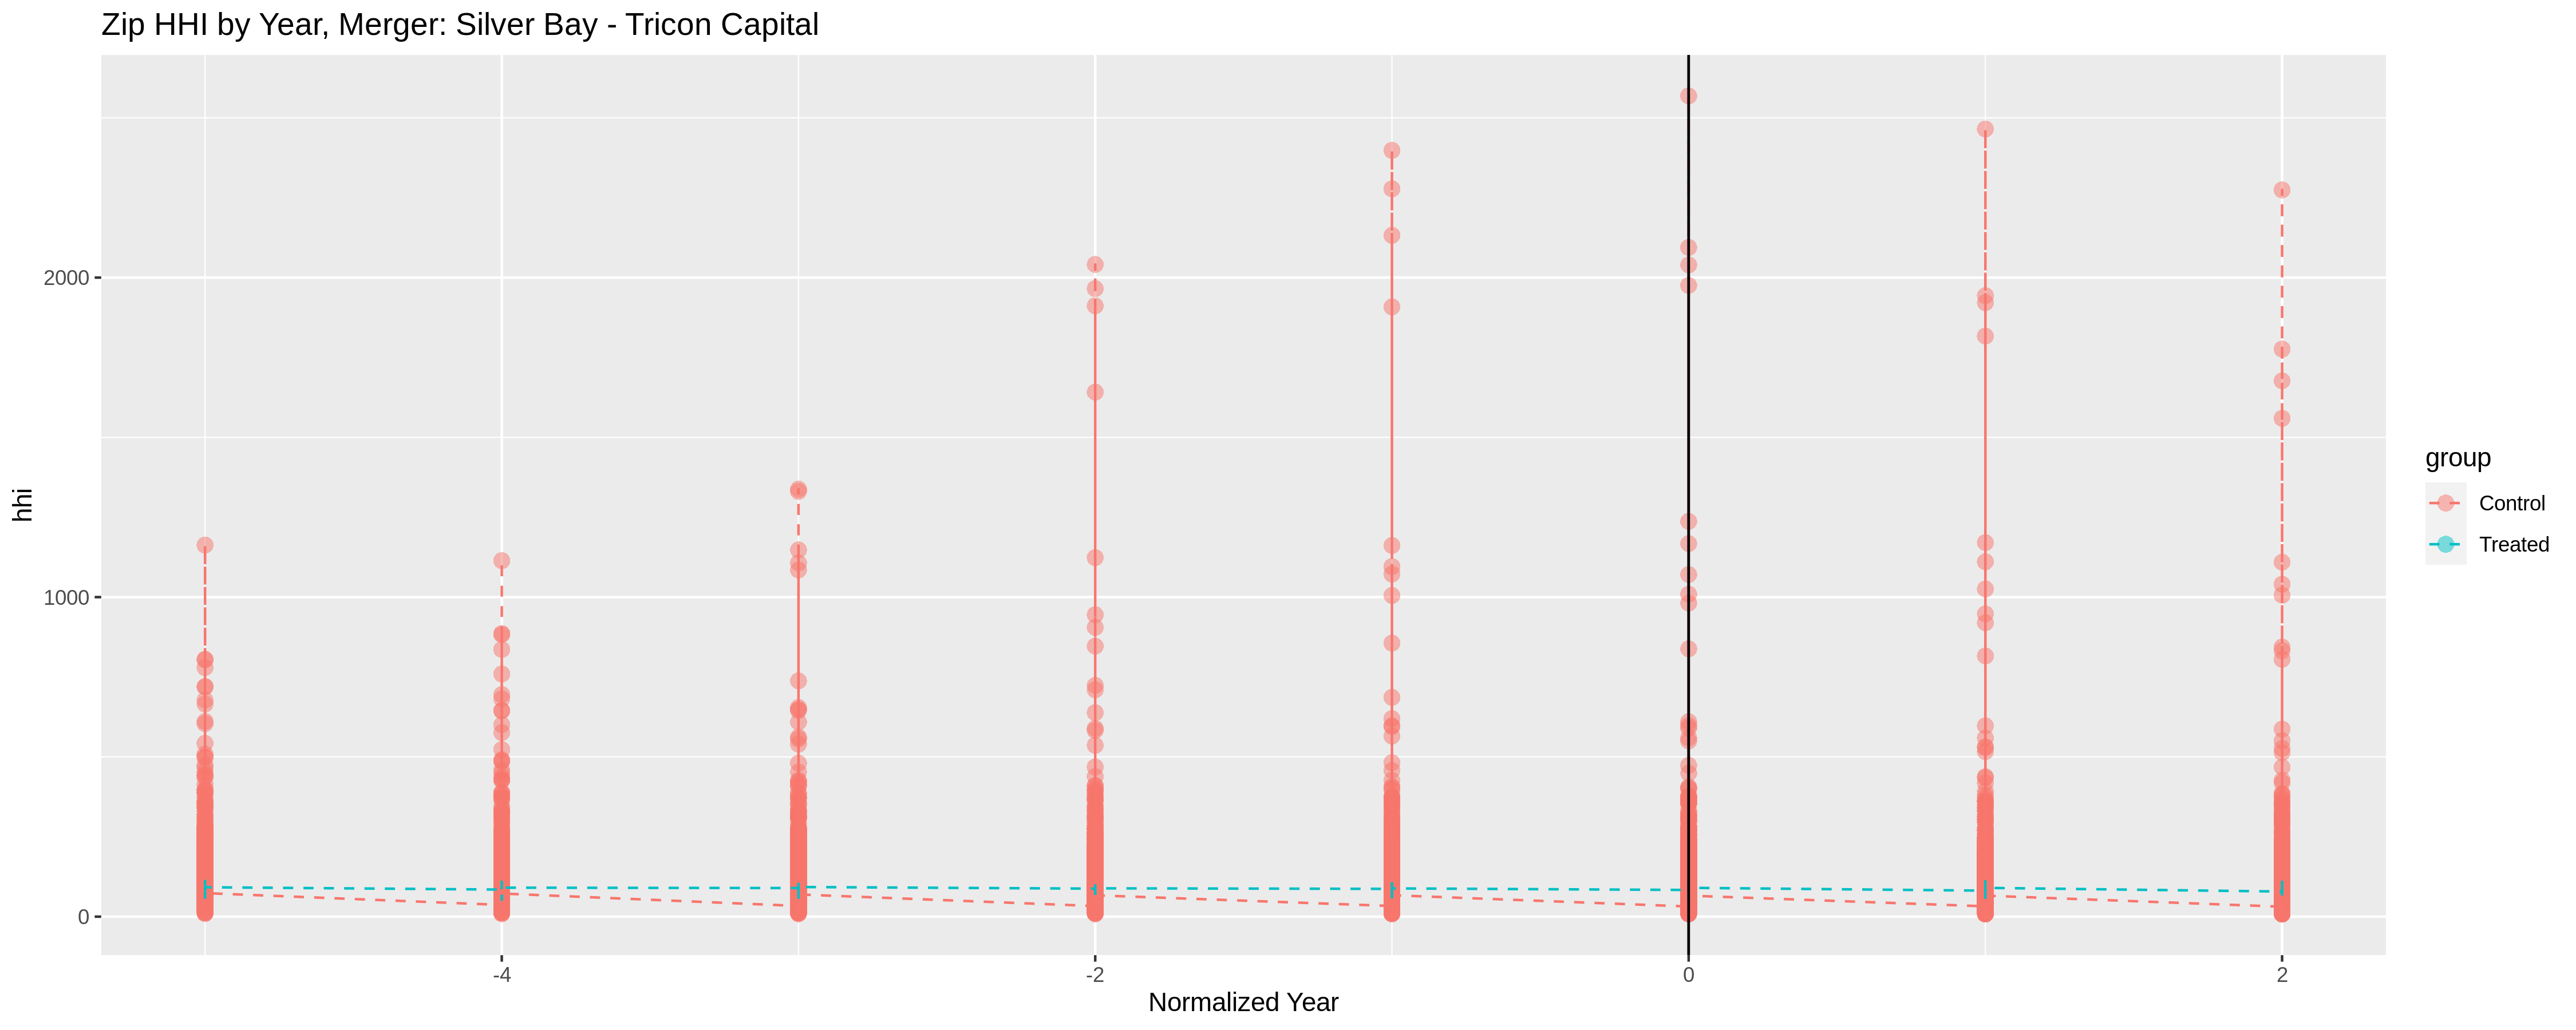 Zip HHI by Year, Merger: Silver Bay - Tricon Capital
hhi
2000
1000
0
-4
-2
0
2
Normalized Year
group
Control
Treated